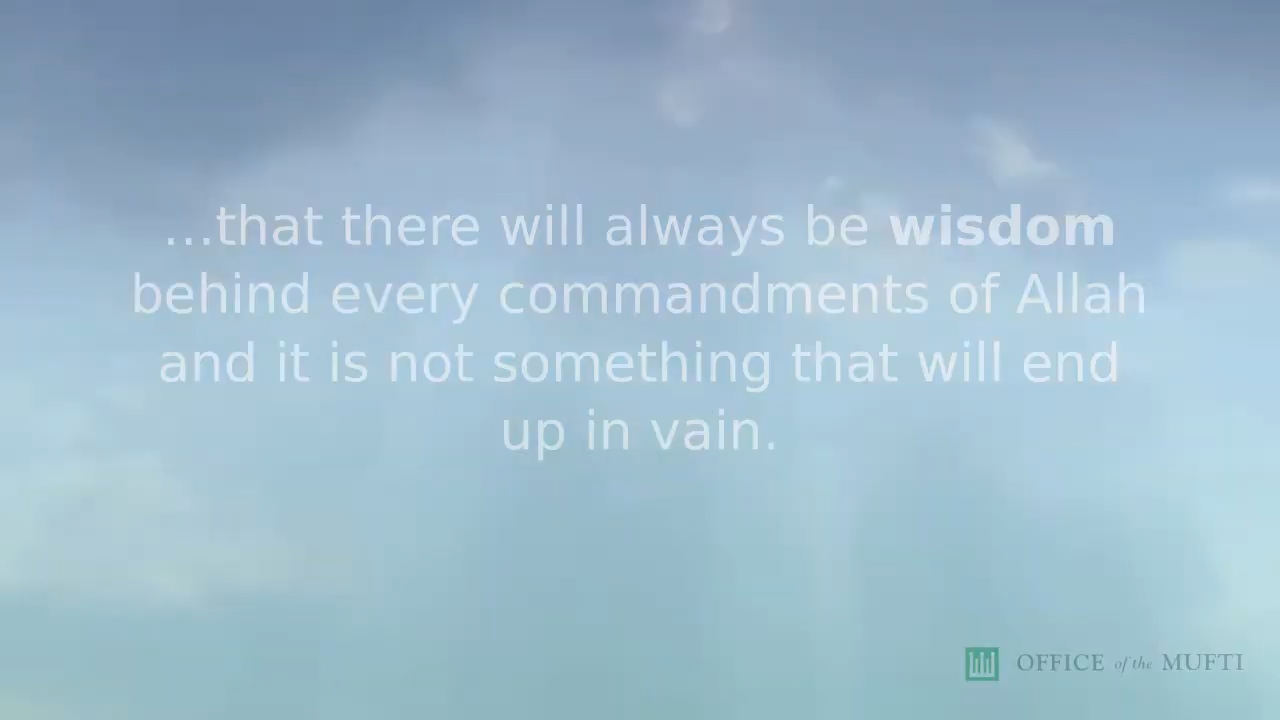 ...that there will always be wisdom
behind every commandments of Allah
and it is not something that will end
up in vain.
OFFICE of the MUFTI